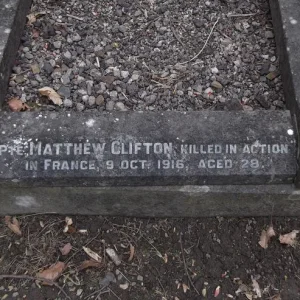 PTE. MATTHEW CLIFTON, KILLED IN ACTION
IN FRANCE, 9 OCT. 1916, AGED 29.